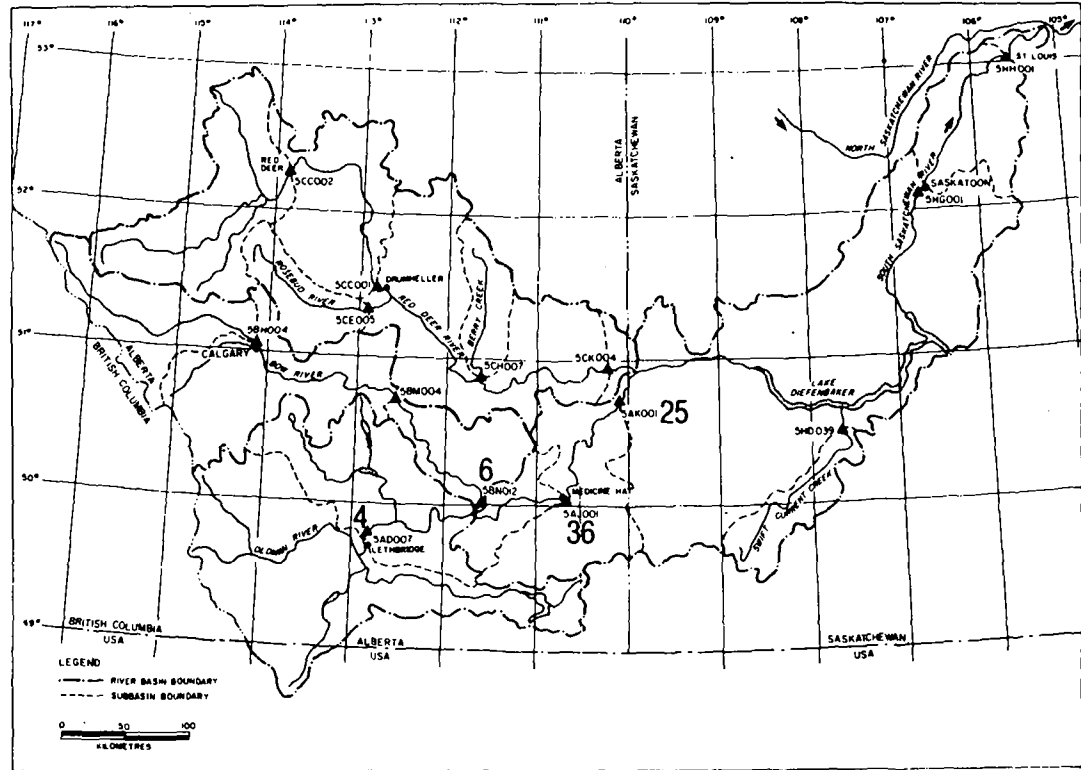 117°
116°
115°
114°
113°
112°
111°
110°
109°
108°
107°
106°
105°
53°
52°
51°
50°
49°
ST LOUIS
5HH001
NORTH SASKATCHEWAN RIVER
ALBERTA
SASKATCHEWAN
RED DEER
5CC002
SASKATOON
5HG001
SOUTH SASKATCHEWAN RIVER
ROSEBUD RIVER
5CC001
DRUMHELLER
5CE005
RED DEER RIVER
BERRY CREEK
5BH004
CALGARY
BOW RIVER
ALBERTA
BRITISH COLUMBIA
5CH007
5CK004
5BM004
5AK001
25
LAKE DIEFENBAKER
5HD039
6
5BN012
MEDICINE HAT
5AJ001
36
SWIFT CURRENT CREEK
4
5AD007
LETHBRIDGE
OLDMAN RIVER
BRITISH COLUMBIA
USA
ALBERTA
USA
SASKATCHEWAN
USA
LEGEND
RIVER BASIN BOUNDARY
SUBBASIN BOUNDARY
0 50 100
KILOMETRES